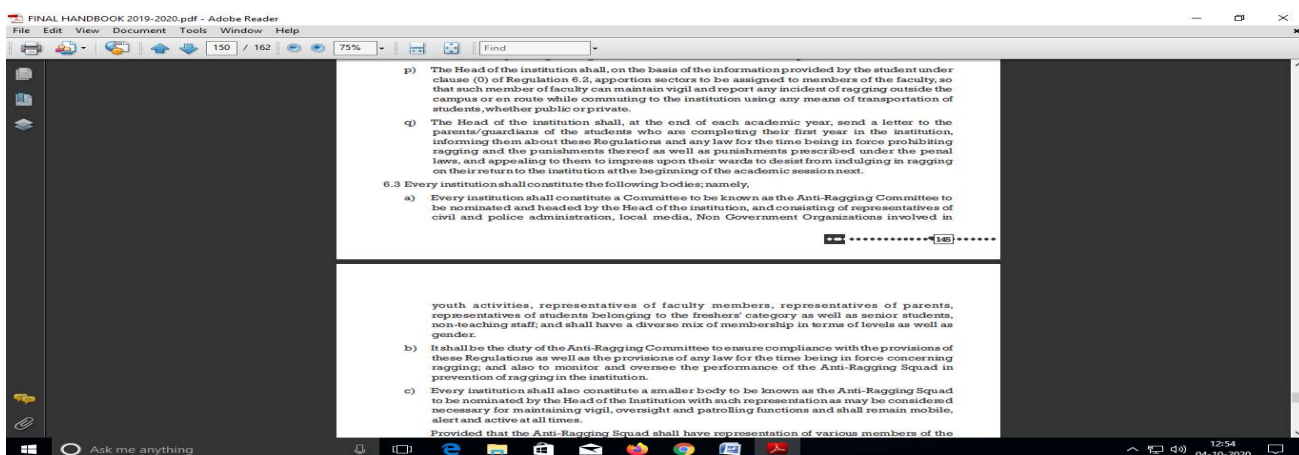 FINAL HANDBOOK 2019-2020.pdf - Adobe Reader
File Edit View Document Tools Window Help
150 / 162 75% Find
p) The Head of the institution shall, on the basis of the information provided by the student under
clause (0) of Regulation 6.2, apportion sectors to be assigned to members of the faculty, so
that such member of faculty can maintain vigil and report any incident of ragging outside the
campus or en route while commuting to the institution using any means of transportation of
students, whether public or private.
q) The Head of the institution shall, at the end of each academic year, send a letter to the
parents/guardians of the students who are completing their first year in the institution,
informing them about these Regulations and any law for the time being in force prohibiting
ragging and the punishments thereof as well as punishments prescribed under the penal
laws, and appealing to them to impress upon their wards to desist from indulging in ragging
on their return to the institution at the beginning of the academic session next.
6.3 Every institution shall constitute the following bodies; namely,
a) Every institution shall constitute a Committee to be known as the Anti-Ragging Committee to
be nominated and headed by the Head of the institution, and consisting of representatives of
civil and police administration, local media, Non Government Organizations involved in
145
youth activities, representatives of faculty members, representatives of parents,
representatives of students belonging to the freshers' category as well as senior students,
non-teaching staff; and shall have a diverse mix of membership in terms of levels as well as
gender.
b) It shall be the duty of the Anti-Ragging Committee to ensure compliance with the provisions of
these Regulations as well as the provisions of any law for the time being in force concerning
ragging; and also to monitor and oversee the performance of the Anti-Ragging Squad in
prevention of ragging in the institution.
c) Every institution shall also constitute a smaller body to be known as the Anti-Ragging Squad
to be nominated by the Head of the Institution with such representation as may be considered
necessary for maintaining vigil, oversight and patrolling functions and shall remain mobile,
alert and active at all times.
Provided that the Anti-Ragging Squad shall have representation of various members of the
Ask me anything
12:54
04-10-2020